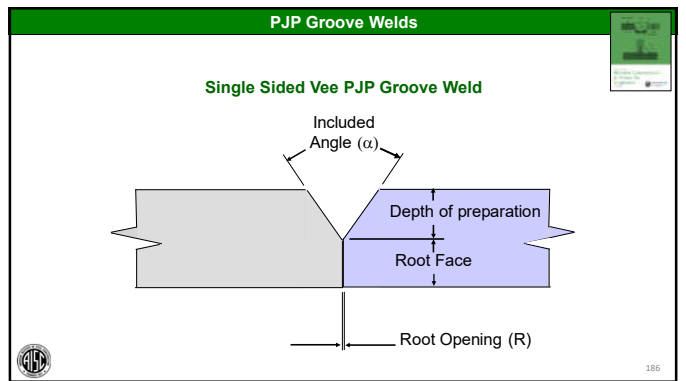 PJP Groove Welds
Single Sided Vee PJP Groove Weld
Included
Angle (α)
Depth of preparation
Root Face
Root Opening (R)
AISC
186